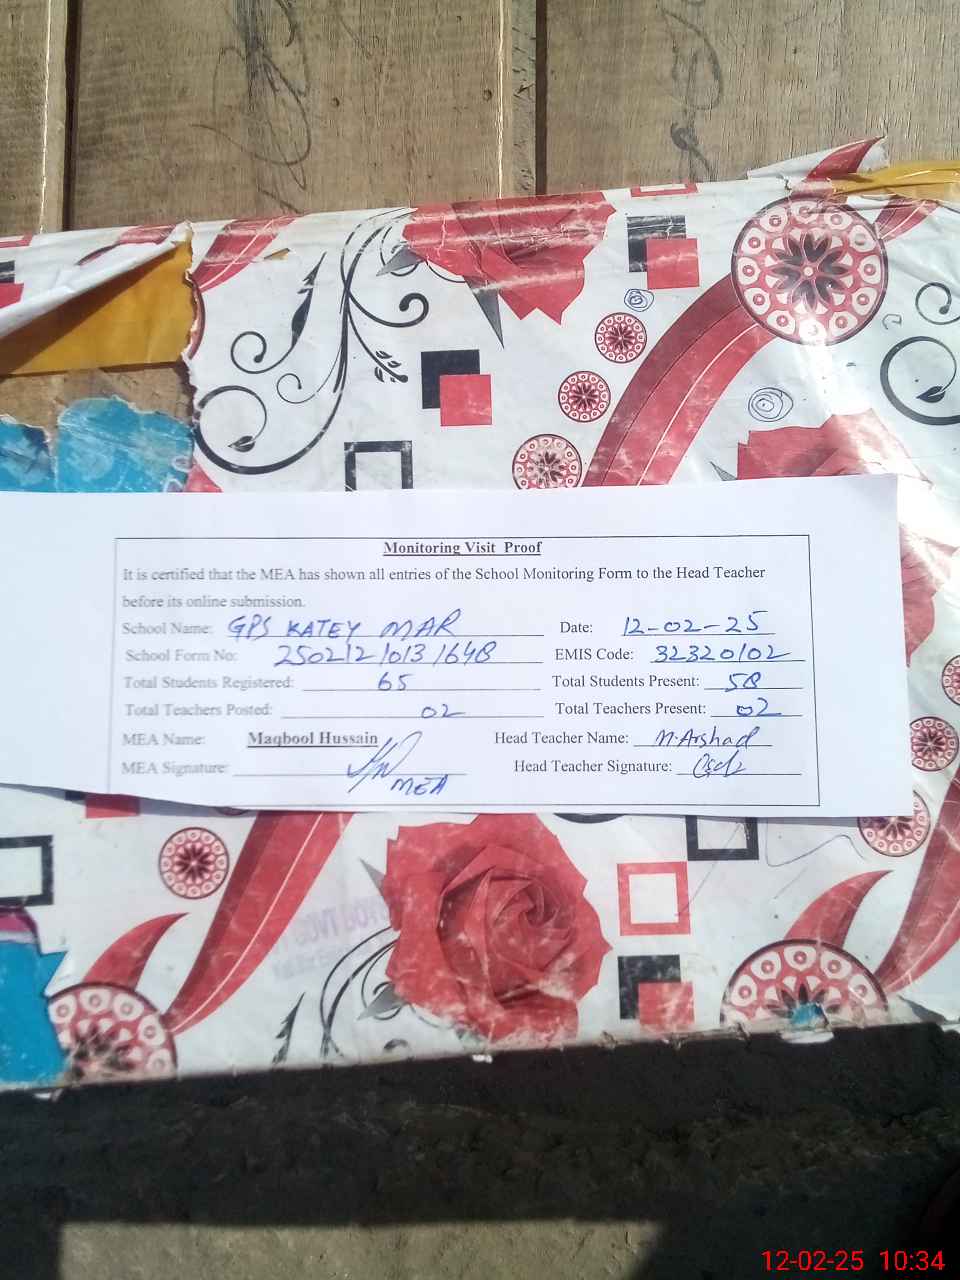 Monitoring Visit Proof
It is certified that the MEA has shown all entries of the School Monitoring Form to the Head Teacher
before its online submission.
School Name: GPS KATEY MAR Date: 12-02-25
School Form No: 25021210131648 EMIS Code: 32320102
Total Students Registered: 65 Total Students Present: 58
Total Teachers Posted: 02 Total Teachers Present: 02
MEA Name: Maqbool Hussain Head Teacher Name: M.Arshad
MEA Signature: MEA Head Teacher Signature:
12-02-25 10:34